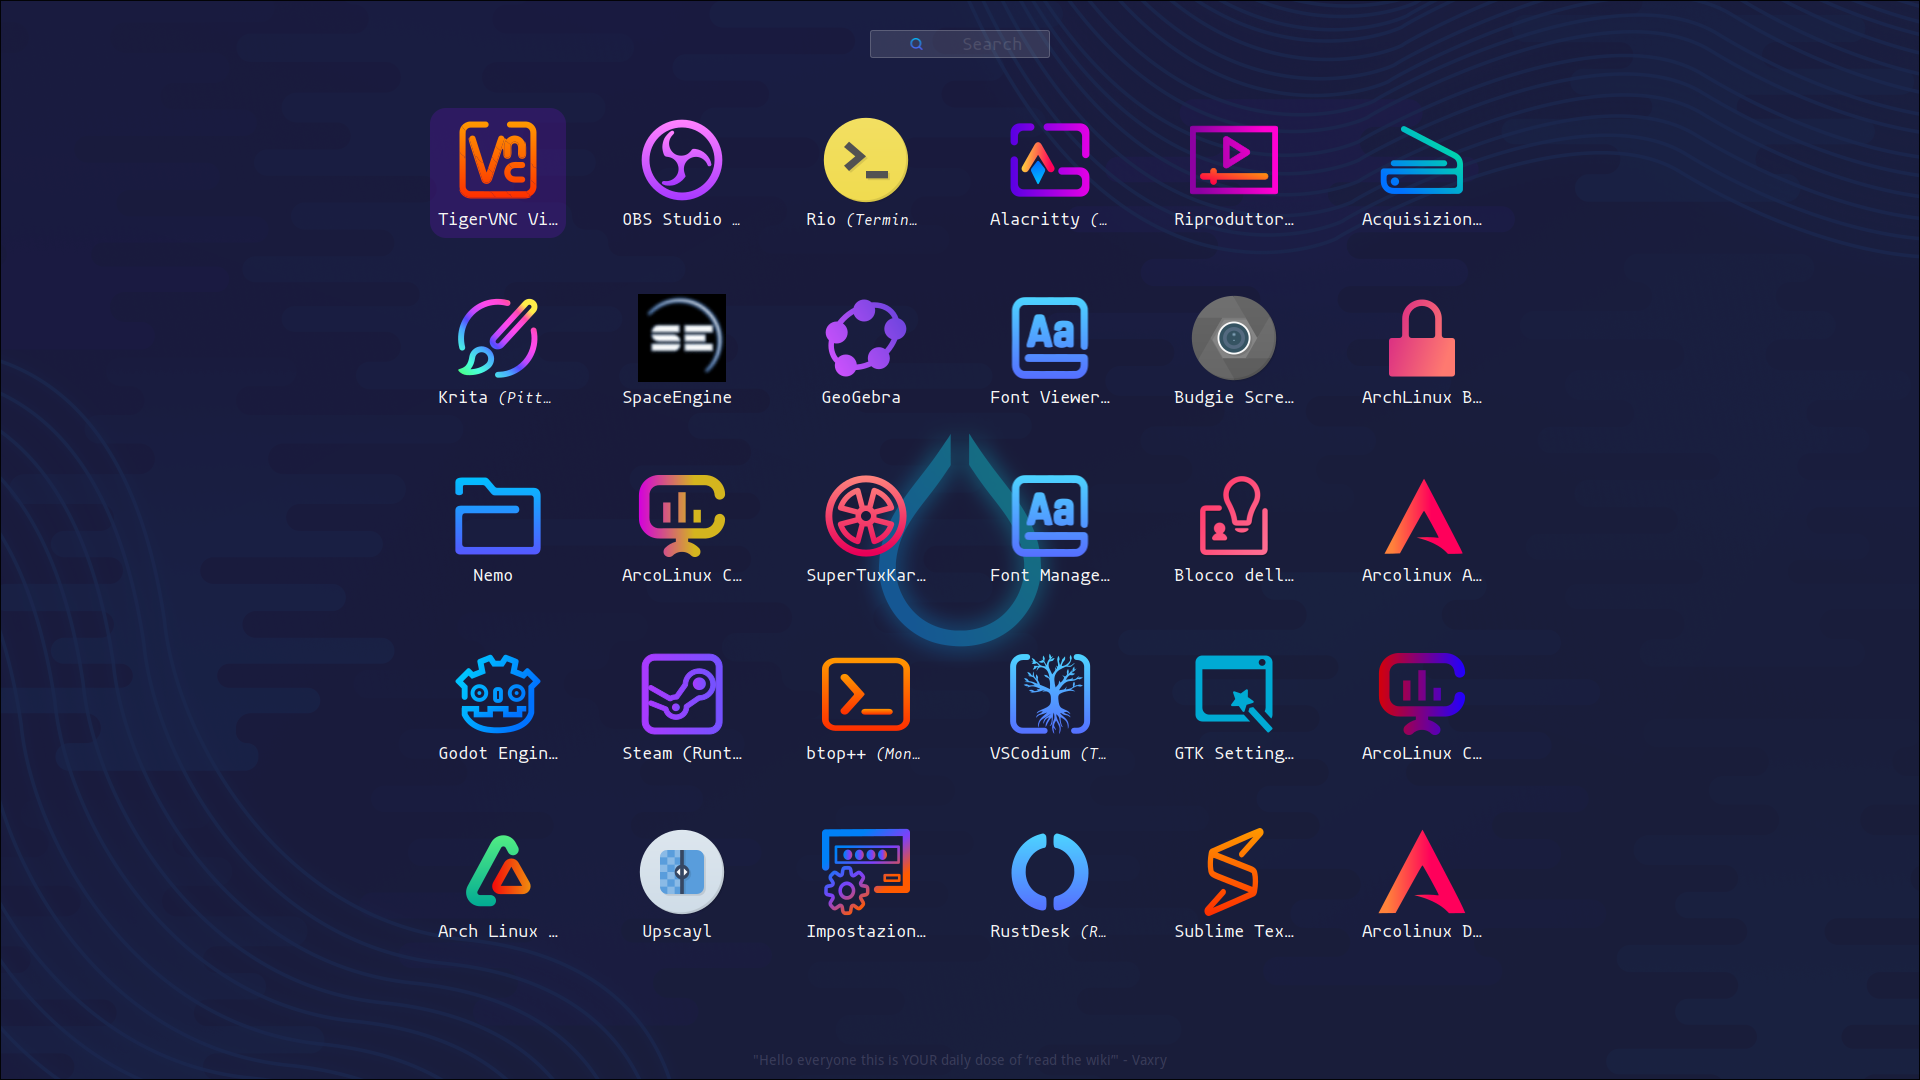 Search
TigerVNC Vi…
OBS Studio …
Rio (Termin…
Alacritty (…
Riproduttor…
Acquisizion…
Krita (Pitt…
SpaceEngine
GeoGebra
Font Viewer…
Budgie Scre…
ArchLinux B…
Nemo
ArcoLinux C…
SuperTuxKar…
Font Manage…
Blocco dell…
Arcolinux A…
Godot Engin…
Steam (Runt…
btop++ (Mon…
VSCodium (T…
GTK Setting…
ArcoLinux C…
Arch Linux …
Upscayl
Impostazion…
RustDesk (R…
Sublime Tex…
Arcolinux D…
Vnc
SE
Aa
Aa
"Hello everyone this is YOUR daily dose of 'read the wiki'" - Vaxry